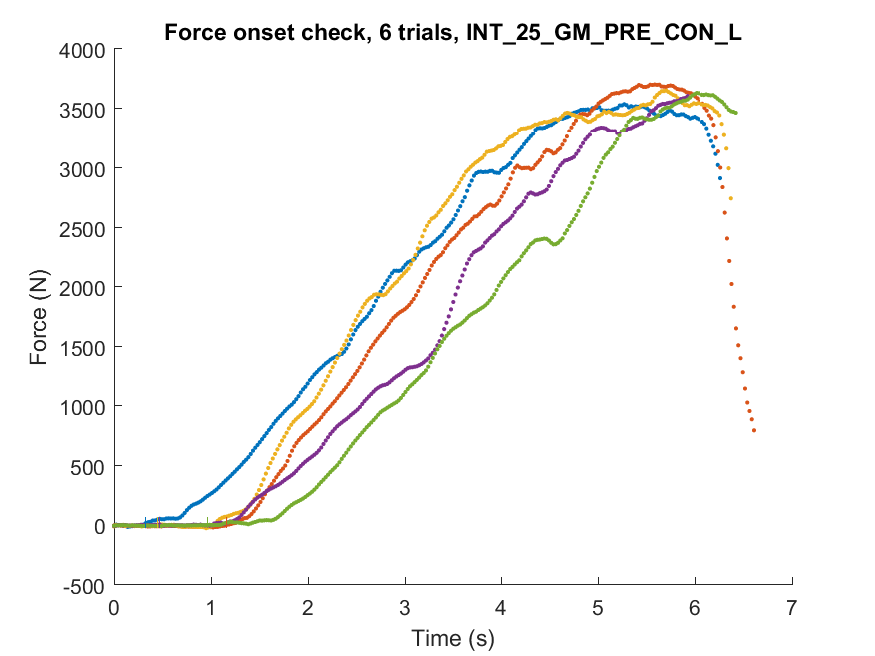 Force onset check, 6 trials, INT_25_GM_PRE_CON_L
4000
3500
3000
2500
2000
1500
1000
500
0
-500
Force (N)
0 1 2 3 4 5 6 7
Time (s)